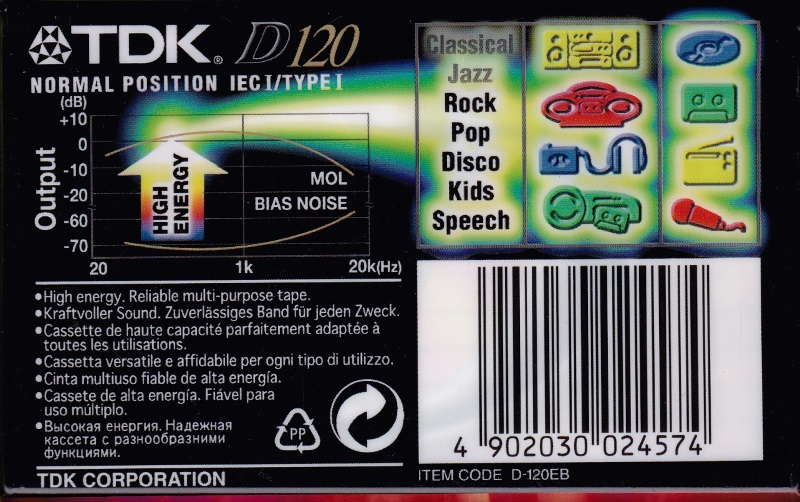 TDK® D120
NORMAL POSITION IECI/TYPE I
(dB)
+10
0
-10
-20
-60
-70
Output
HIGH
ENERGY
MOL
BIAS NOISE
20 1k 20k(Hz)
Classical
Jazz
Rock
Pop
Disco
Kids
Speech
•High energy. Reliable multi-purpose tape.
•Kraftvoller Sound. Zuverlässiges Band für jeden Zweck.
•Cassette de haute capacité parfaitement adaptée à
toutes les utilisations.
•Cassetta versatile e affidabile per ogni tipo di utilizzo.
•Cinta multiuso fiable de alta energía.
•Cassete de alta energía. Fiável para
uso múltiplo.
•Высокая енергия. Надежная
кассета с разнообразними
функциями.
PP
TDK CORPORATION
4 902030 024574
ITEM CODE D-120EB